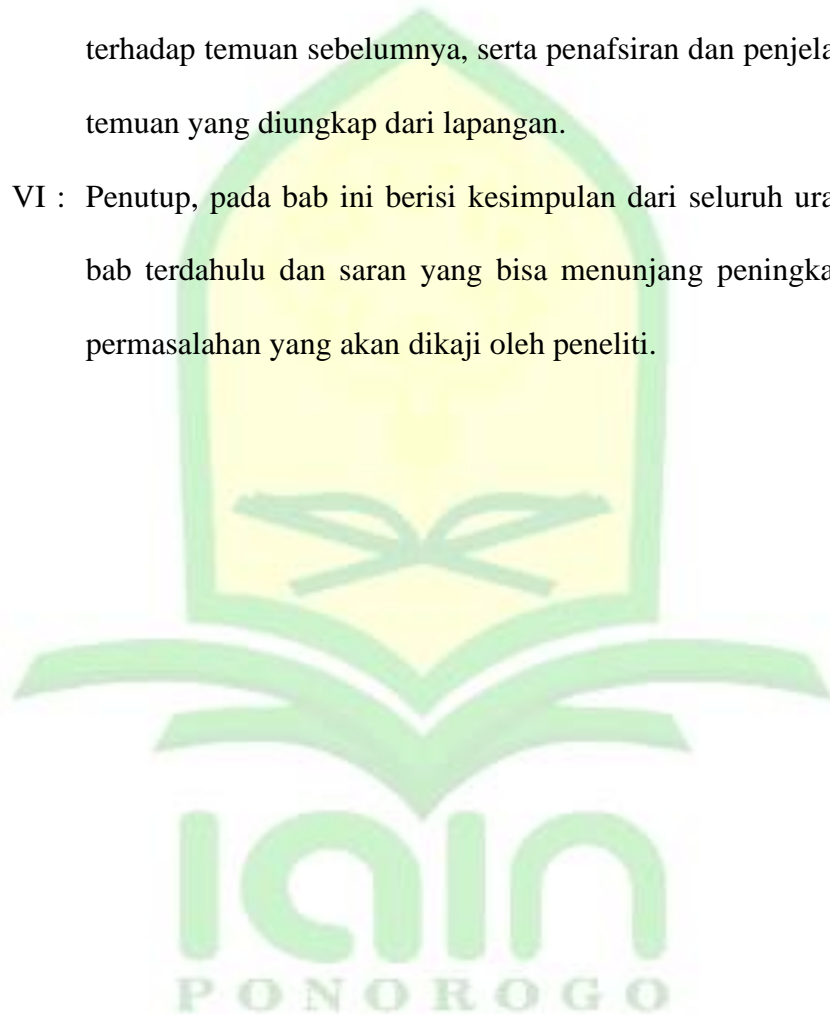 terhadap temuan sebelumnya, serta penafsiran dan penjela
temuan yang diungkap dari lapangan.
VI : Penutup, pada bab ini berisi kesimpulan dari seluruh ura
bab terdahulu dan saran yang bisa menunjang peningka
permasalahan yang akan dikaji oleh peneliti.
iain
PONOROGO